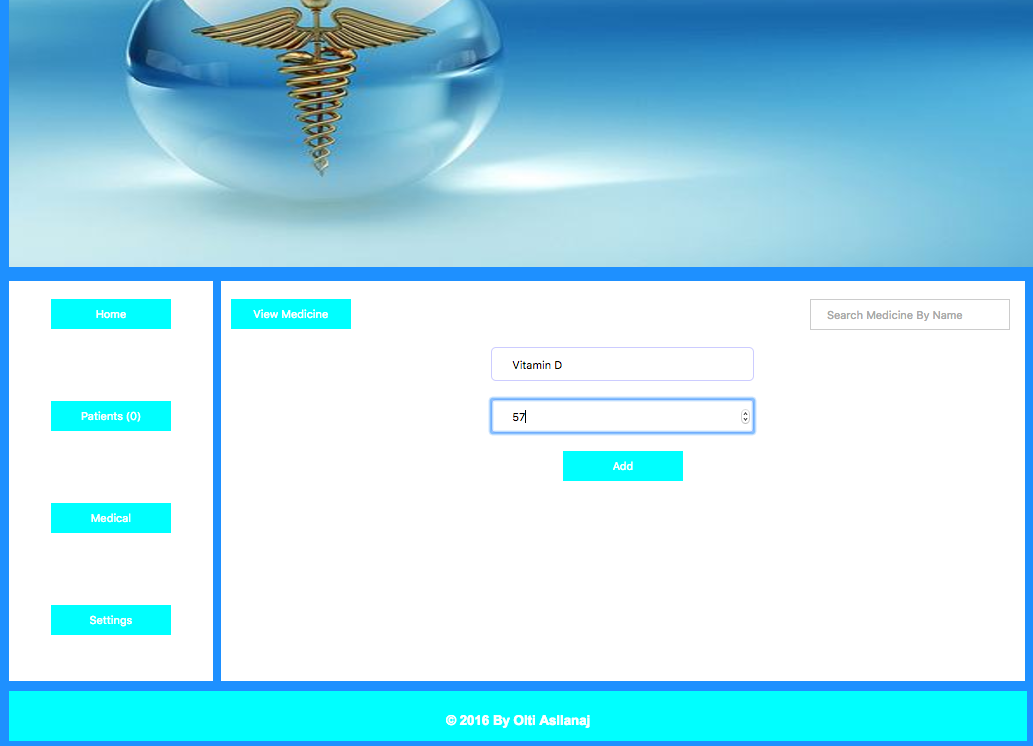 Home
View Medicine
Search Medicine By Name
Vitamin D
Patients (0)
57
Add
Medical
Settings
© 2016 By Olti Asllanaj